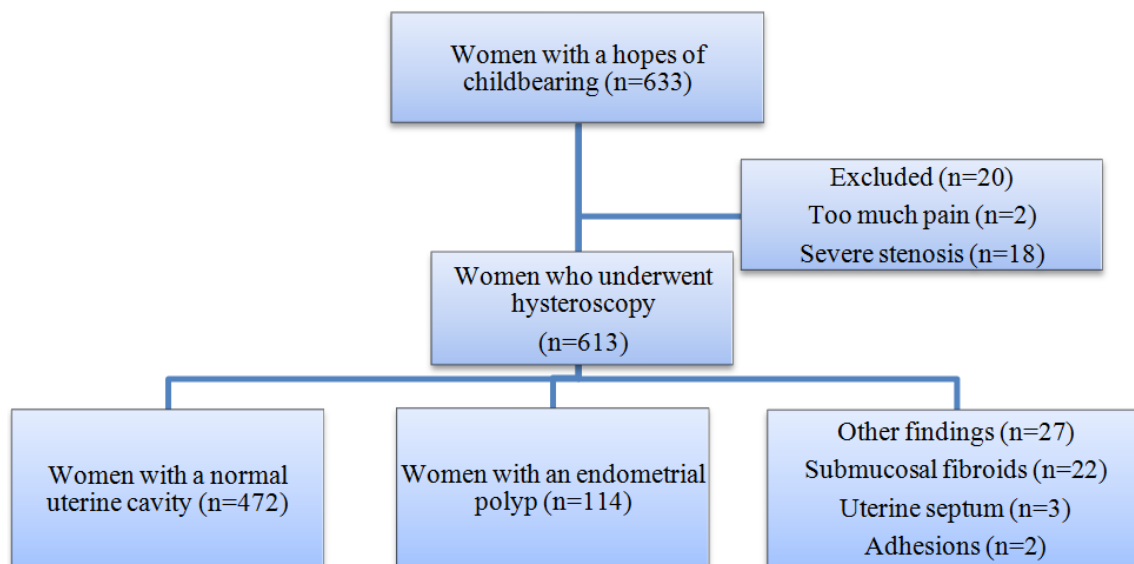 Women with a hopes of
childbearing (n=633)
Excluded (n=20)
Too much pain (n=2)
Severe stenosis (n=18)
Women who underwent
hysteroscopy
(n=613)
Women with a normal
uterine cavity (n=472)
Women with an endometrial
polyp (n=114)
Other findings (n=27)
Submucosal fibroids (n=22)
Uterine septum (n=3)
Adhesions (n=2)